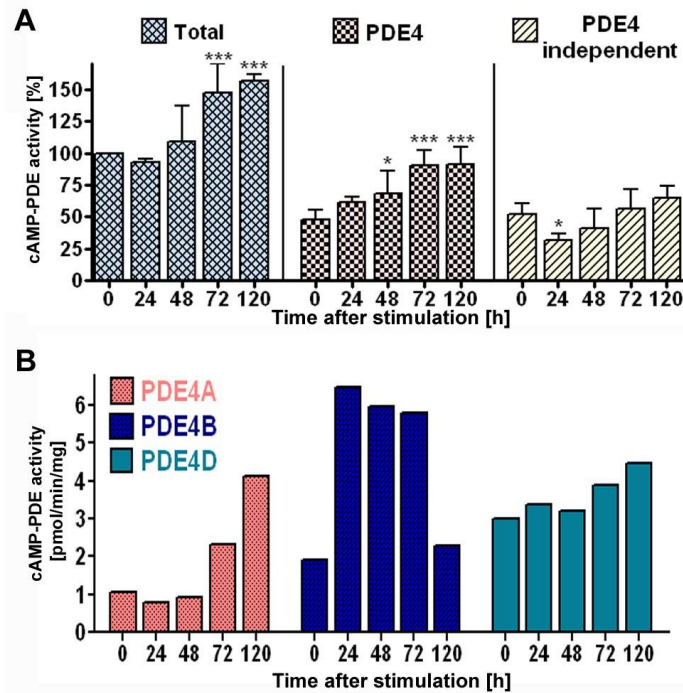 A
Total
PDE4
PDE4
independent
cAMP-PDE activity [%]
150
125
100
75
50
25
0
***
***
*
***
***
*
0 24 48 72 120
0 24 48 72 120
0 24 48 72 120
Time after stimulation [h]
B
PDE4A
PDE4B
PDE4D
cAMP-PDE activity
[pmol/min/mg]
6
5
4
3
2
1
0
0 24 48 72 120
0 24 48 72 120
0 24 48 72 120
Time after stimulation [h]